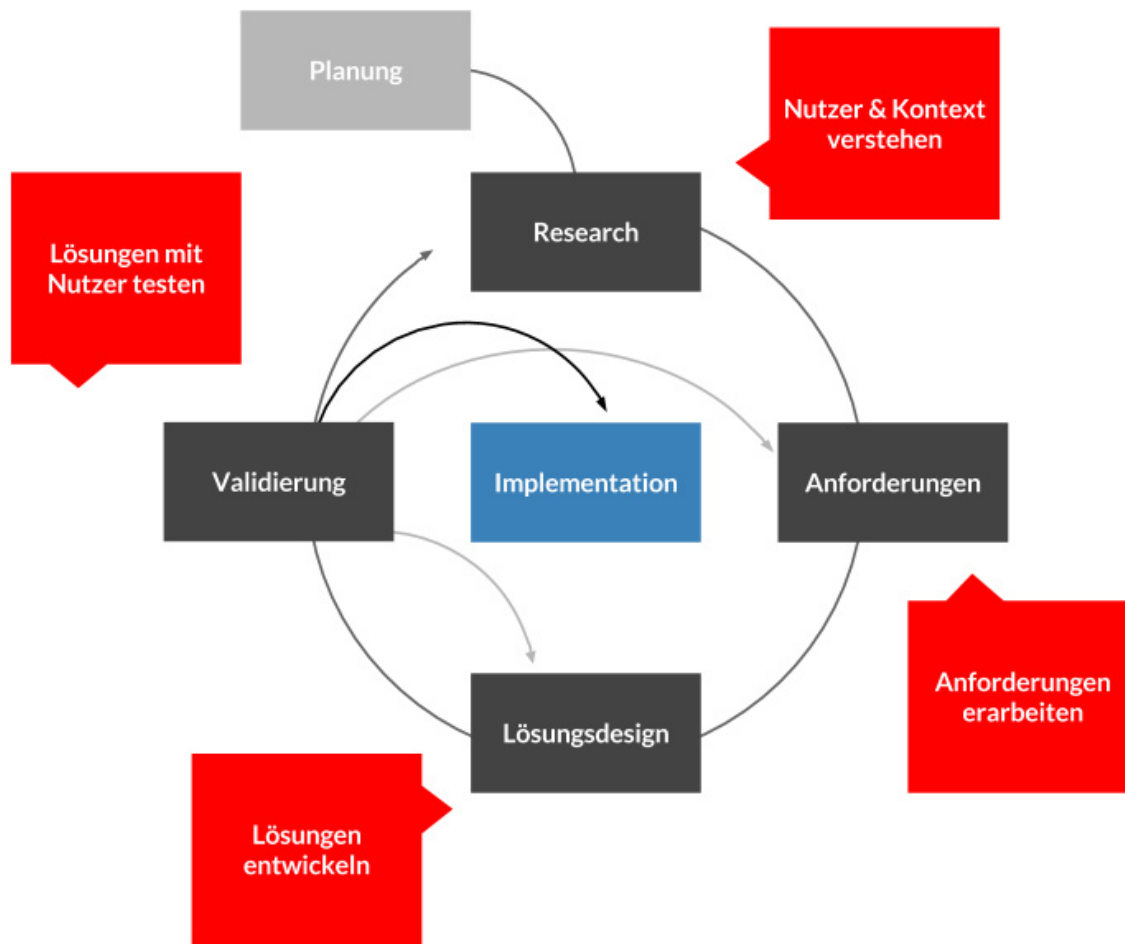 Planung
Nutzer & Kontext
verstehen
Research
Lösungen mit
Nutzer testen
Validierung
Implementation
Anforderungen
Anforderungen
erarbeiten
Lösungsdesign
Lösungen
entwickeln